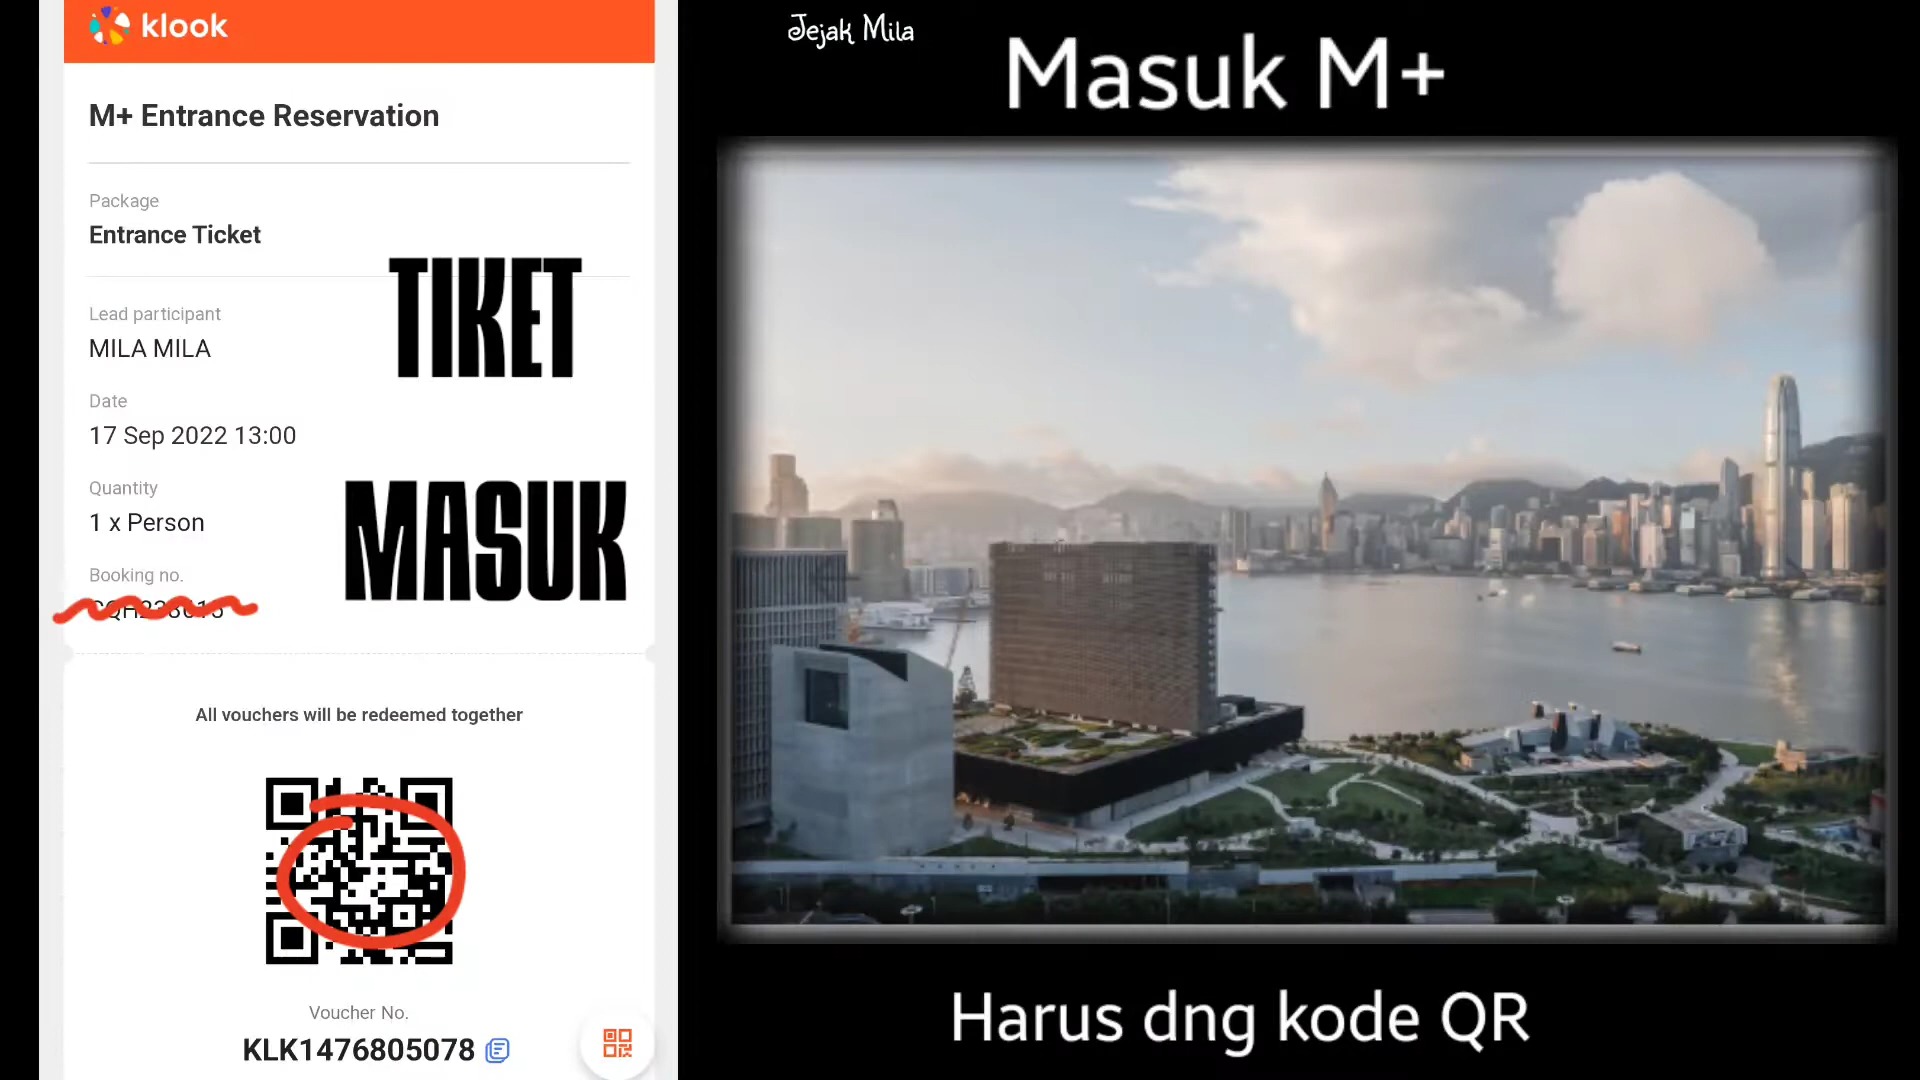 klook
M+ Entrance Reservation
Package
Entrance Ticket
Lead participant
MILA MILA
Date
17 Sep 2022 13:00
Quantity
1 x Person
Booking no.
All vouchers will be redeemed together
Voucher No.
KLK1476805078
TIKET
MASUK
Jejak Mila
Masuk M+
Harus dng kode QR